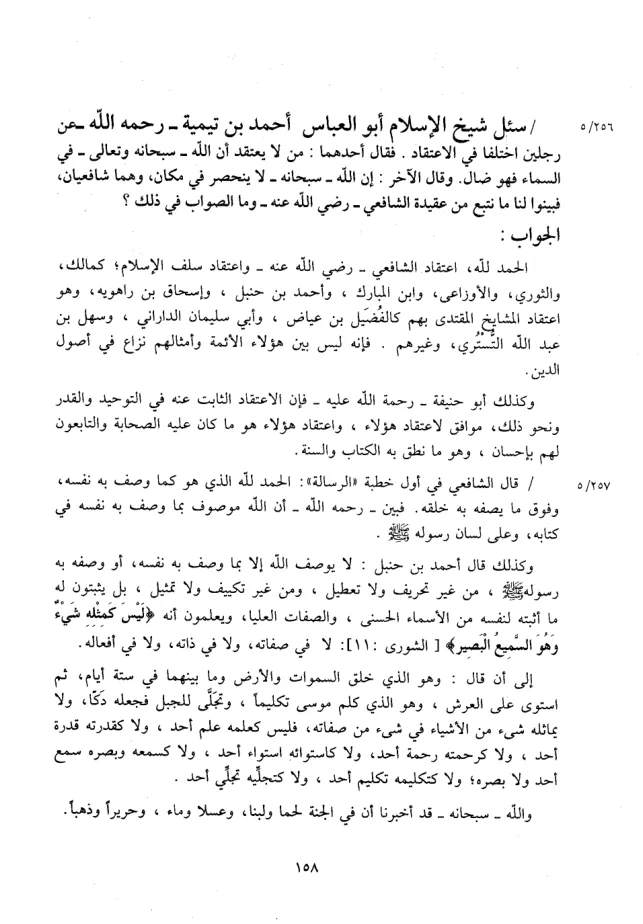 ٥/٢٥٦ / سئل شيخ الإسلام أبو العباس أحمد بن تيمية ـ رحمه الله ـ عن
رجلين اختلفا في الاعتقاد . فقال أحدهما : من لا يعتقد أن الله ـ سبحانه وتعالى ـ في
السماء فهو ضال. وقال الآخر : إن الله ـ سبحانه ـ لا ينحصر في مكان، وهما شافعيان،
فبينوا لنا ما نتبع من عقيدة الشافعي ـ رضي الله عنه ـ وما الصواب في ذلك ؟
الجواب :
الحمد لله، اعتقاد الشافعي ـ رضي الله عنه ـ واعتقاد سلف الإسلام؛ كمالك،
والثوري، والأوزاعى، وابن المبارك ، وأحمد بن حنبل ، وإسحاق بن راهويه، وهو
اعتقاد المشايخ المقتدى بهم كالفُضَيل بن عياض ، وأبي سليمان الداراني ، وسهل بن
عبد الله التُّسْتُري، وغيرهم . فإنه ليس بين هؤلاء الأئمة وأمثالهم نزاع في أصول
الدين.
وكذلك أبو حنيفة ـ رحمة الله عليه ـ فإن الاعتقاد الثابت عنه في التوحيد والقدر
ونحو ذلك، موافق لاعتقاد هؤلاء ، واعتقاد هؤلاء هو ما كان عليه الصحابة والتابعون
لهم بإحسان ، وهو ما نطق به الكتاب والسنة.
٥/٢٥٧ / قال الشافعي في أول خطبة «الرسالة»: الحمد لله الذي هو كما وصف به نفسه،
وفوق ما يصفه به خلقه. فبين ـ رحمه الله ـ أن الله موصوف بما وصف به نفسه في
كتابه، وعلى لسان رسوله ﷺ .
وكذلك قال أحمد بن حنبل : لا يوصف الله إلا بما وصف به نفسه، أو وصفه به
رسوله ﷺ ، من غير تحريف ولا تعطيل ، ومن غير تكييف ولا تمثيل ، بل يثبتون له
ما أثبته لنفسه من الأسماء الحسنى ، والصفات العليا، ويعلمون أنه ﴿لَيْسَ كَمِثْلِهِ شَيْءٌ
وَهُوَ السَّمِيعُ الْبَصِيرُ﴾ [ الشورى :١١]: لا في صفاته، ولا في ذاته، ولا في أفعاله.
إلى أن قال : وهو الذي خلق السموات والأرض وما بينهما في ستة أيام، ثم
استوى على العرش ، وهو الذي كلم موسى تكليماً ، وتجلَّى للجبل فجعله دكّا، ولا
يماثله شىء من الأشياء في شىء من صفاته، فليس كعلمه علم أحد ، ولا كقدرته قدرة
أحد ، ولا كرحمته رحمة أحد، ولا كاستوائه استواء أحد ، ولا كسمعه وبصره سمع
أحد ولا بصره؛ ولا كتكليمه تكليم أحد ، ولا كتجلِّيه تجلِّي أحد .
والله ـ سبحانه ـ قد أخبرنا أن في الجنة لحما ولبنا، وعسلا وماء ، وحريراً وذهباً.
١٥٨